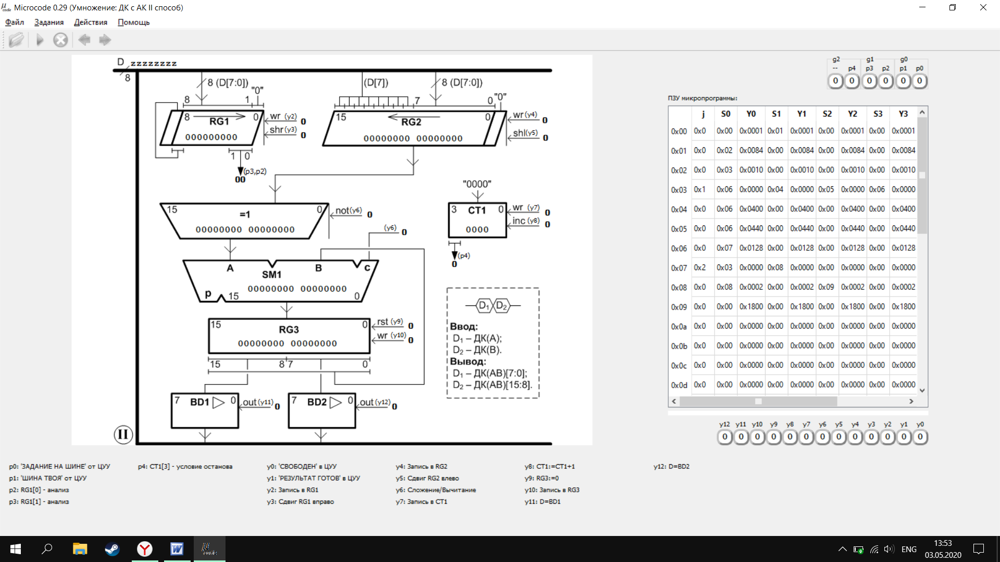 Microcode 0.29 (Умножение: ДК с АК II способ)
Файл Задания Действия Помощь
D zzzzzzzz
8
8 (D[7:0])
"0"
8 1
8 RG1 0
000000000
wr (y2) 0
shr(y3) 0
1 0
(p3,p2)
00
(D[7])
8 (D[7:0])
7 0 "0"
15 RG2 0
00000000 00000000
wr(y4) 0
shl(y5) 0
15 =1 0
00000000 00000000
not(y6) 0
(y6) 0
"0000"
3 CT1 0
0000
wr (y7) 0
inc (y8) 0
(p4)
0
A B c
SM1
00000000 00000000
p 15 0
15 RG3 0
00000000 00000000
rst (y9) 0
wr (y10) 0
15 8 7 0
7 BD1 0
out(y11) 0
7 BD2 0
out(y12) 0
II
D1 D2
Ввод:
D1 – ДК(А);
D2 – ДК(В).
Вывод:
D1 – ДК(АВ)[7:0];
D2 – ДК(АВ)[15:8].
g2 g1 g0
-- p4 p3 p2 p1 p0
0 0 0 0 0 0
ПЗУ микропрограммы:
j S0 Y0 S1 Y1 S2 Y2 S3 Y3
0x00 0x0 0x00 0x0001 0x01 0x0001 0x00 0x0001 0x00 0x0001
0x01 0x0 0x02 0x0084 0x00 0x0084 0x00 0x0084 0x00 0x0084
0x02 0x0 0x03 0x0010 0x00 0x0010 0x00 0x0010 0x00 0x0010
0x03 0x1 0x06 0x0000 0x04 0x0000 0x05 0x0000 0x06 0x0000
0x04 0x0 0x06 0x0400 0x00 0x0400 0x00 0x0400 0x00 0x0400
0x05 0x0 0x06 0x0440 0x00 0x0440 0x00 0x0440 0x00 0x0440
0x06 0x0 0x07 0x0128 0x00 0x0128 0x00 0x0128 0x00 0x0128
0x07 0x2 0x03 0x0000 0x08 0x0000 0x00 0x0000 0x00 0x0000
0x08 0x0 0x08 0x0002 0x00 0x0002 0x09 0x0002 0x00 0x0002
0x09 0x0 0x00 0x1800 0x00 0x1800 0x00 0x1800 0x00 0x1800
0x0a 0x0 0x00 0x0000 0x00 0x0000 0x00 0x0000 0x00 0x0000
0x0b 0x0 0x00 0x0000 0x00 0x0000 0x00 0x0000 0x00 0x0000
0x0c 0x0 0x00 0x0000 0x00 0x0000 0x00 0x0000 0x00 0x0000
0x0d 0x0 0x00 0x0000 0x00 0x0000 0x00 0x0000 0x00 0x0000
y12 y11 y10 y9 y8 y7 y6 y5 y4 y3 y2 y1 y0
0 0 0 0 0 0 0 0 0 0 0 0 0
p0: 'ЗАДАНИЕ НА ШИНЕ' от ЦУУ
p1: 'ШИНА ТВОЯ' от ЦУУ
p2: RG1[0] - анализ
p3: RG1[1] - анализ
p4: CT1[3] - условие останова
y0: 'СВОБОДЕН' в ЦУУ
y1: 'РЕЗУЛЬТАТ ГОТОВ' в ЦУУ
y2: Запись в RG1
y3: Сдвиг RG1 вправо
y4: Запись в RG2
y5: Сдвиг RG2 влево
y6: Сложение/Вычитание
y7: Запись в CT1
y8: CT1:=CT1+1
y9: RG3:=0
y10: Запись в RG3
y11: D=BD1
y12: D=BD2
ENG
13:53
03.05.2020